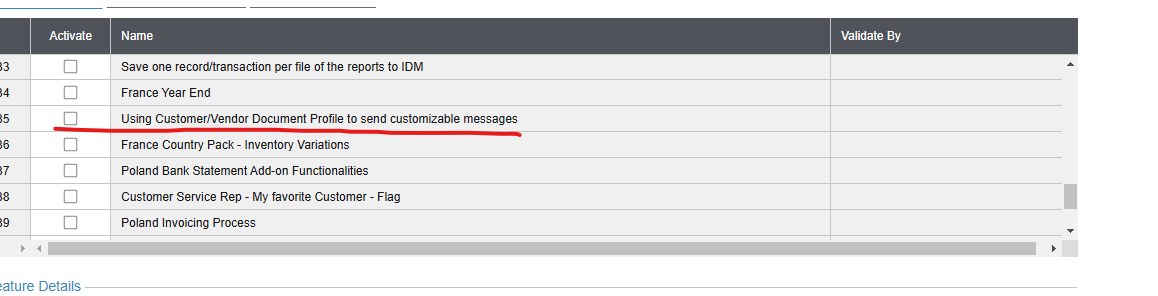 Activate Name Validate By
33 Save one record/transaction per file of the reports to IDM
34 France Year End
35 Using Customer/Vendor Document Profile to send customizable messages
36 France Country Pack - Inventory Variations
37 Poland Bank Statement Add-on Functionalities
38 Customer Service Rep - My favorite Customer - Flag
39 Poland Invoicing Process
eature Details